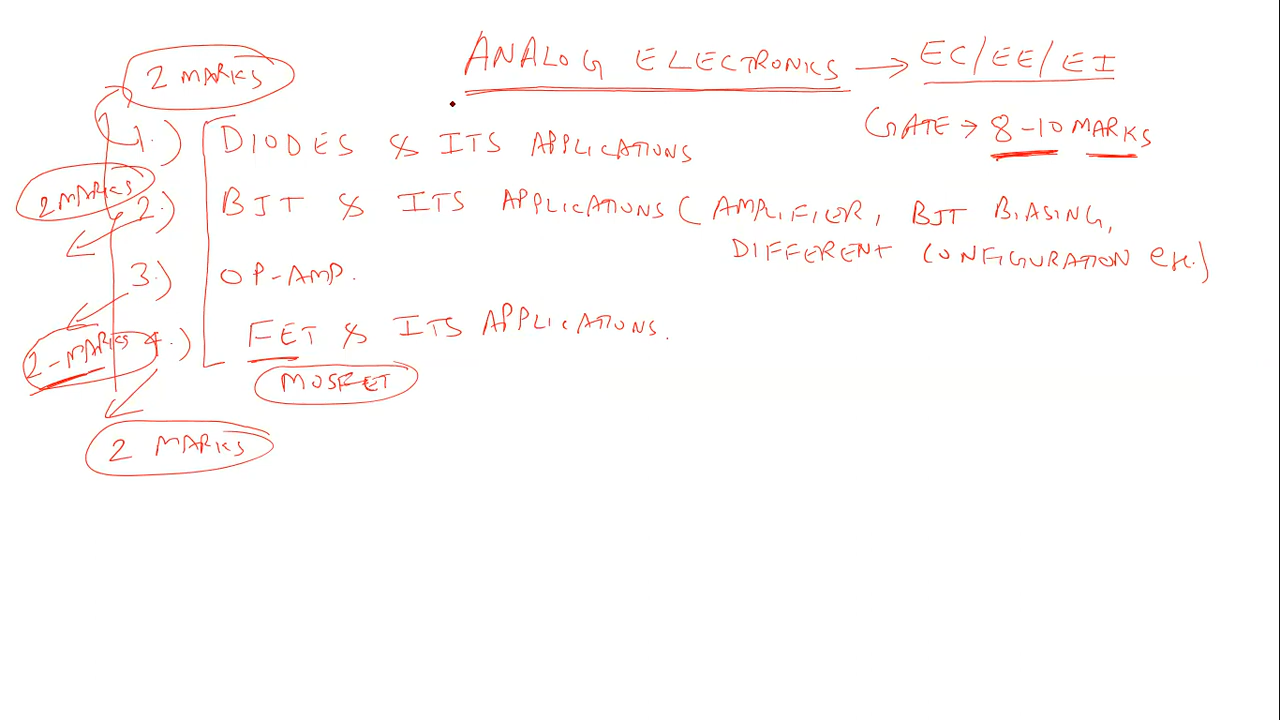 ANALOG ELECTRONICS → EC/EE/EI
GATE → 8-10 MARKS
2 MARKS
1.) DIODES & ITS APPLICATIONS
2 MARKS
2.) BJT & ITS APPLICATIONS (AMPLIFIER, BJT BIASING,
DIFFERENT CONFIGURATION etc.)
3.) OP-AMP.
2-MARKS
4.) FET & ITS APPLICATIONS.
MOSFET
2 MARKS